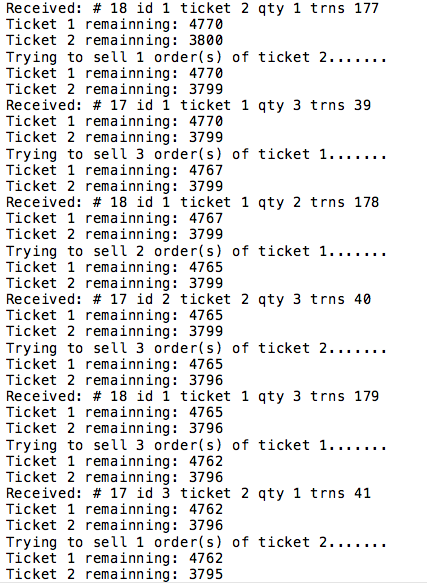 Received: # 18 id 1 ticket 2 qty 1 trns 177
Ticket 1 remainning: 4770
Ticket 2 remainning: 3800
Trying to sell 1 order(s) of ticket 2.......
Ticket 1 remainning: 4770
Ticket 2 remainning: 3799
Received: # 17 id 1 ticket 1 qty 3 trns 39
Ticket 1 remainning: 4770
Ticket 2 remainning: 3799
Trying to sell 3 order(s) of ticket 1.......
Ticket 1 remainning: 4767
Ticket 2 remainning: 3799
Received: # 18 id 1 ticket 1 qty 2 trns 178
Ticket 1 remainning: 4767
Ticket 2 remainning: 3799
Trying to sell 2 order(s) of ticket 1.......
Ticket 1 remainning: 4765
Ticket 2 remainning: 3799
Received: # 17 id 2 ticket 2 qty 3 trns 40
Ticket 1 remainning: 4765
Ticket 2 remainning: 3799
Trying to sell 3 order(s) of ticket 2.......
Ticket 1 remainning: 4765
Ticket 2 remainning: 3796
Received: # 18 id 1 ticket 1 qty 3 trns 179
Ticket 1 remainning: 4765
Ticket 2 remainning: 3796
Trying to sell 3 order(s) of ticket 1.......
Ticket 1 remainning: 4762
Ticket 2 remainning: 3796
Received: # 17 id 3 ticket 2 qty 1 trns 41
Ticket 1 remainning: 4762
Ticket 2 remainning: 3796
Trying to sell 1 order(s) of ticket 2.......
Ticket 1 remainning: 4762
Ticket 2 remainning: 3795